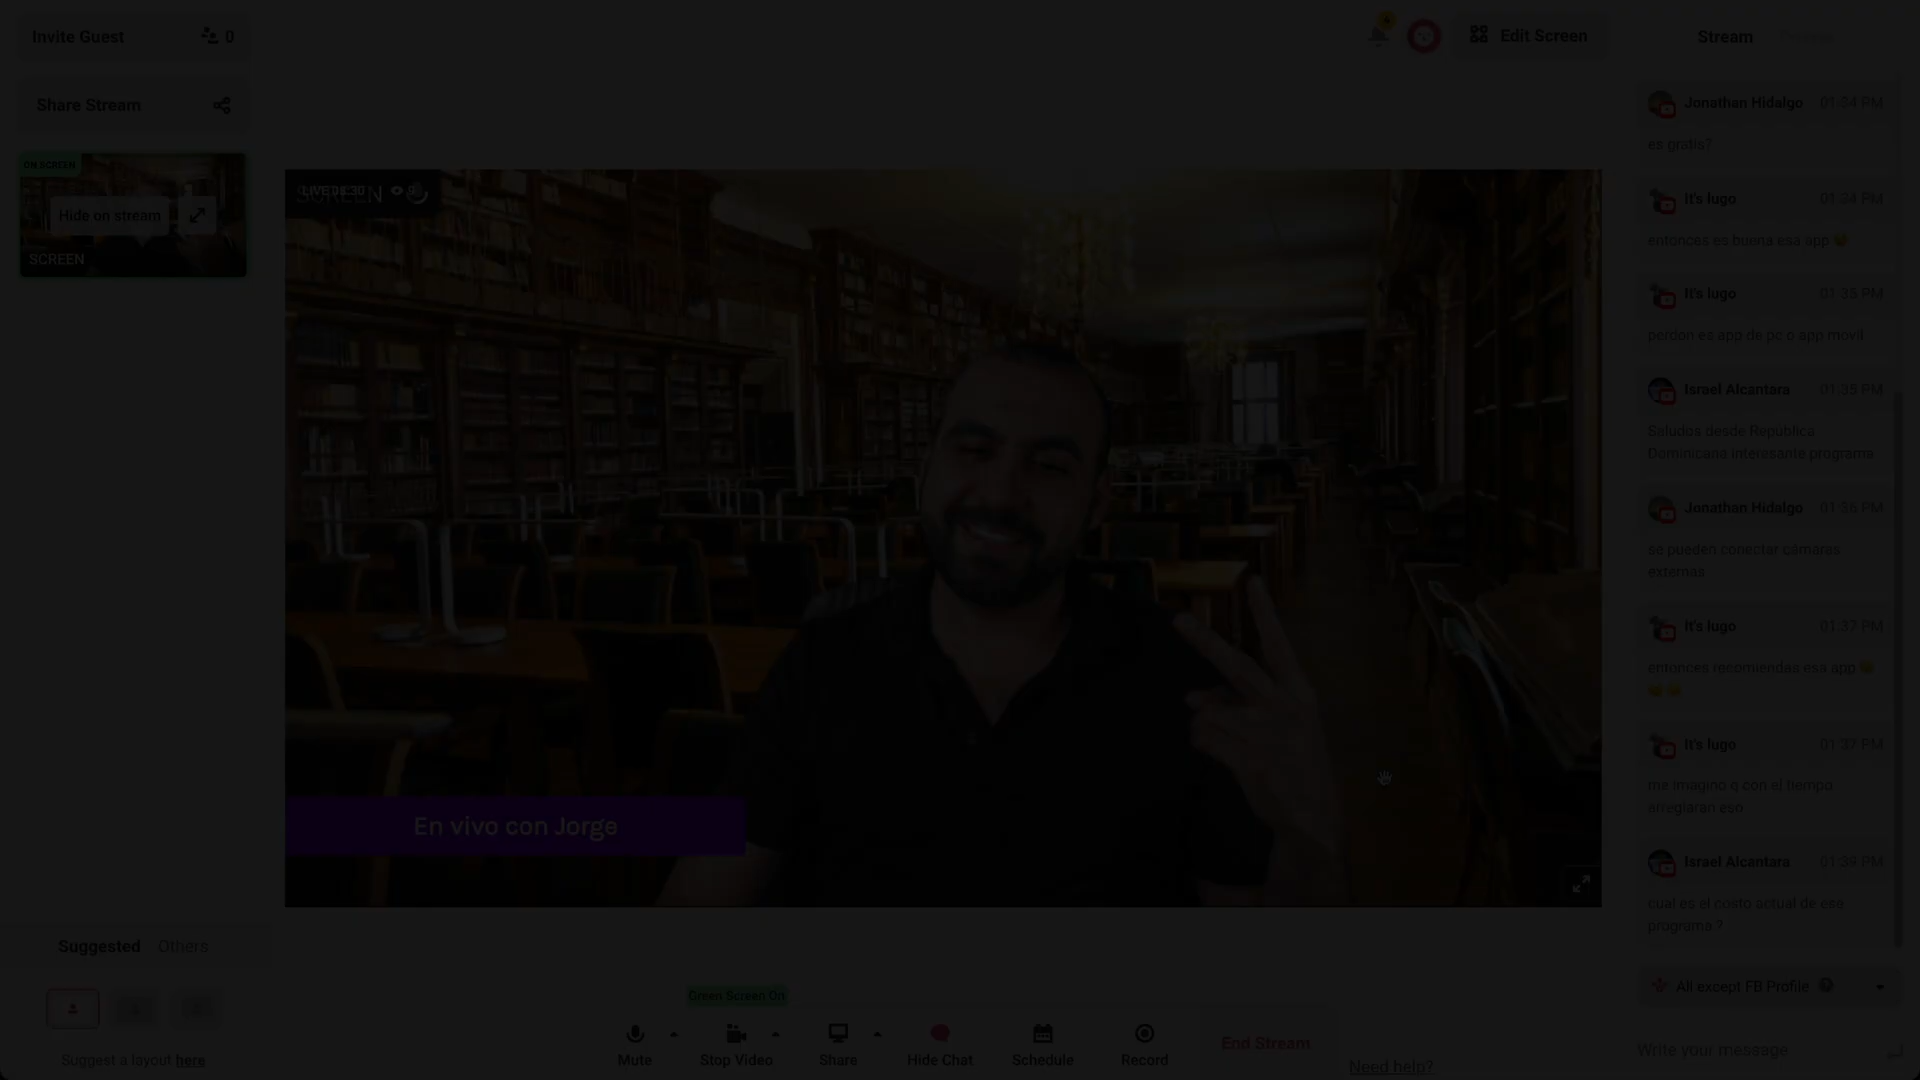 Invite Guest
0
Edit Screen
Stream
Share Stream
ON SCREEN
Hide on stream
SCREEN
LIVE 05:30
SCREEN
En vivo con Jorge
Jonathan Hidalgo 01:34 PM
es gratis?
It's lugo 01:34 PM
entonces es buena esa app
It's lugo 01:35 PM
perdon es app de pc o app movil
Israel Alcantara 01:35 PM
Saludos desde República
Dominicana interesante programa
Jonathan Hidalgo 01:36 PM
se pueden conectar cámaras
externas
It's lugo 01:37 PM
entonces recomiendas esa app
It's lugo 01:37 PM
me imagino q con el tiempo
arreglaran eso
Israel Alcantara 01:39 PM
cual es el costo actual de ese
programa ?
All except FB Profile
Write your message
Suggested Others
Suggest a layout here
Green Screen On
Mute
Stop Video
Share
Hide Chat
Schedule
Record
End Stream
Need help?